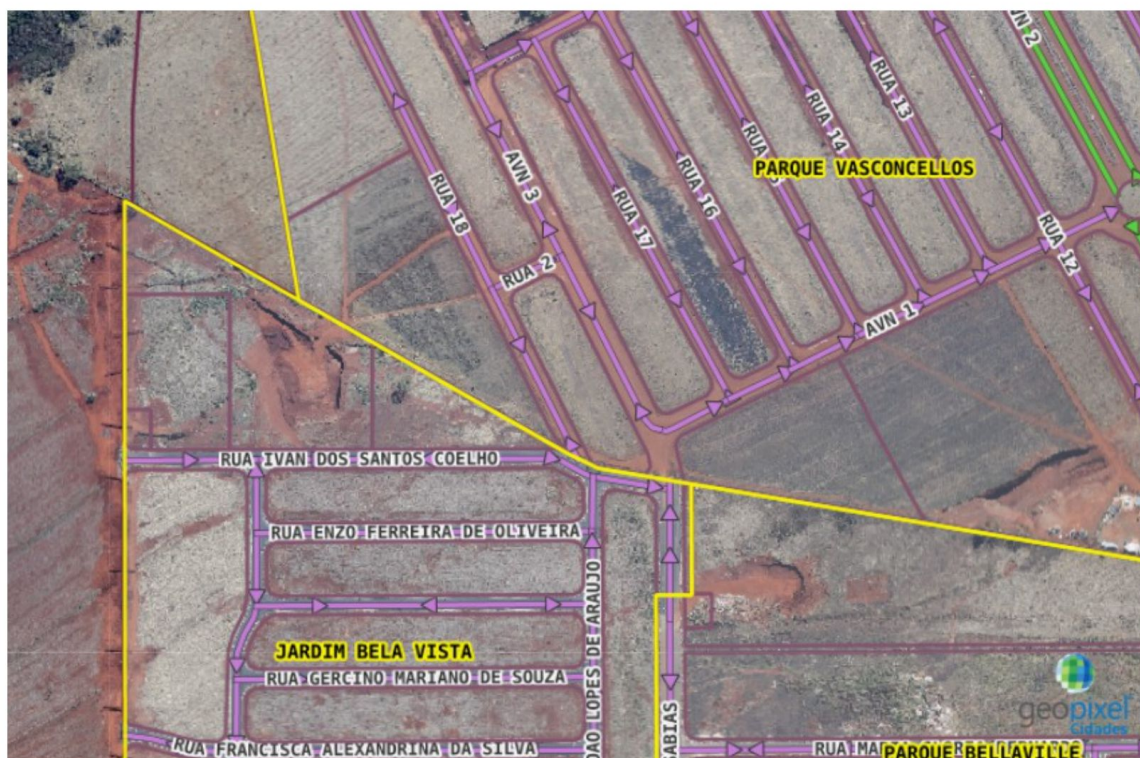 AVN 2
RUA 13
RUA 14
RUA
PARQUE VASCONCELLOS
AVN 3
RUA 16
RUA 18
RUA 17
RUA 12
RUA 2
AVN 1
RUA IVAN DOS SANTOS COELHO
RUA ENZO FERREIRA DE OLIVEIRA
JOAO LOPES DE ARAUJO
JARDIM BELA VISTA
RUA GERCINO MARIANO DE SOUZA
geopixel
Cidades
RUA FRANCISCA ALEXANDRINA DA SILVA
SABIAS
RUA
PARQUE BELLAVILLE